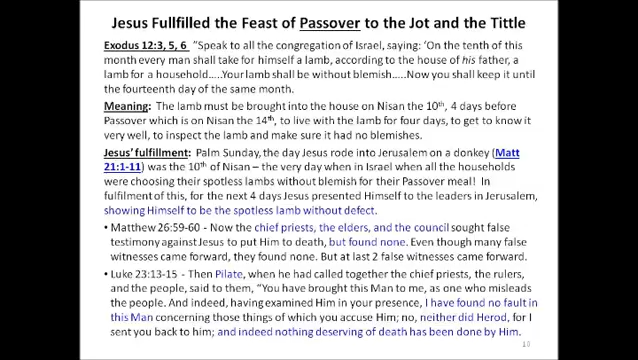 Jesus Fullfilled the Feast of Passover to the Jot and the Tittle
Exodus 12:3, 5, 6 "Speak to all the congregation of Israel, saying: 'On the tenth of this
month every man shall take for himself a lamb, according to the house of his father, a
lamb for a household.....Your lamb shall be without blemish.....Now you shall keep it until
the fourteenth day of the same month.
Meaning: The lamb must be brought into the house on Nisan the 10th, 4 days before
Passover which is on Nisan the 14th, to live with the lamb for four days, to get to know it
very well, to inspect the lamb and make sure it had no blemishes.
Jesus' fulfillment: Palm Sunday, the day Jesus rode into Jerusalem on a donkey (Matt
21:1-11) was the 10th of Nisan – the very day when in Israel when all the households
were choosing their spotless lambs without blemish for their Passover meal! In
fulfilment of this, for the next 4 days Jesus presented Himself to the leaders in Jerusalem,
showing Himself to be the spotless lamb without defect.
• Matthew 26:59-60 - Now the chief priests, the elders, and the council sought false
testimony against Jesus to put Him to death, but found none. Even though many false
witnesses came forward, they found none. But at last 2 false witnesses came forward.
• Luke 23:13-15 - Then Pilate, when he had called together the chief priests, the rulers,
and the people, said to them, "You have brought this Man to me, as one who misleads
the people. And indeed, having examined Him in your presence, I have found no fault in
this Man concerning those things of which you accuse Him; no, neither did Herod, for I
sent you back to him; and indeed nothing deserving of death has been done by Him.